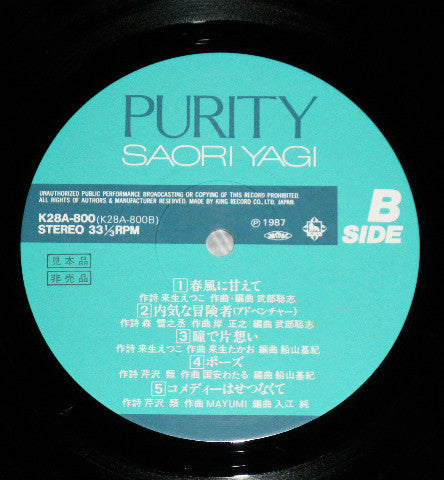 PURITY
SAORI YAGI
UNAUTHORIZED PUBLIC PERFORMANCE BROADCASTING OR COPYING OF THIS RECORD PROHIBITED.
ALL RIGHTS OF AUTHORS & MANUFACTURER RESERVED. MADE BY KING RECORD CO., LTD. JAPAN.
K28A-800(K28A-800B)
STEREO 33⅓RPM
Ⓟ 1987
B
SIDE
見本品
非売品
1 春風に甘えて
作詩 来生えつこ 作曲・編曲 武部聡志
2 内気な冒険者(アドベンチャー)
作詩 森 雪之丞 作曲 岸 正之 編曲 武部聡志
3 瞳で片想い
作詩 来生えつこ 作曲 来生たかお 編曲 船山基紀
4 ポーズ
作詩 芹沢 類 作曲 国安わたる 編曲 船山基紀
5 コメディーはせつなくて
作詩 芹沢 類 作曲 MAYUMI 編曲 入江 純